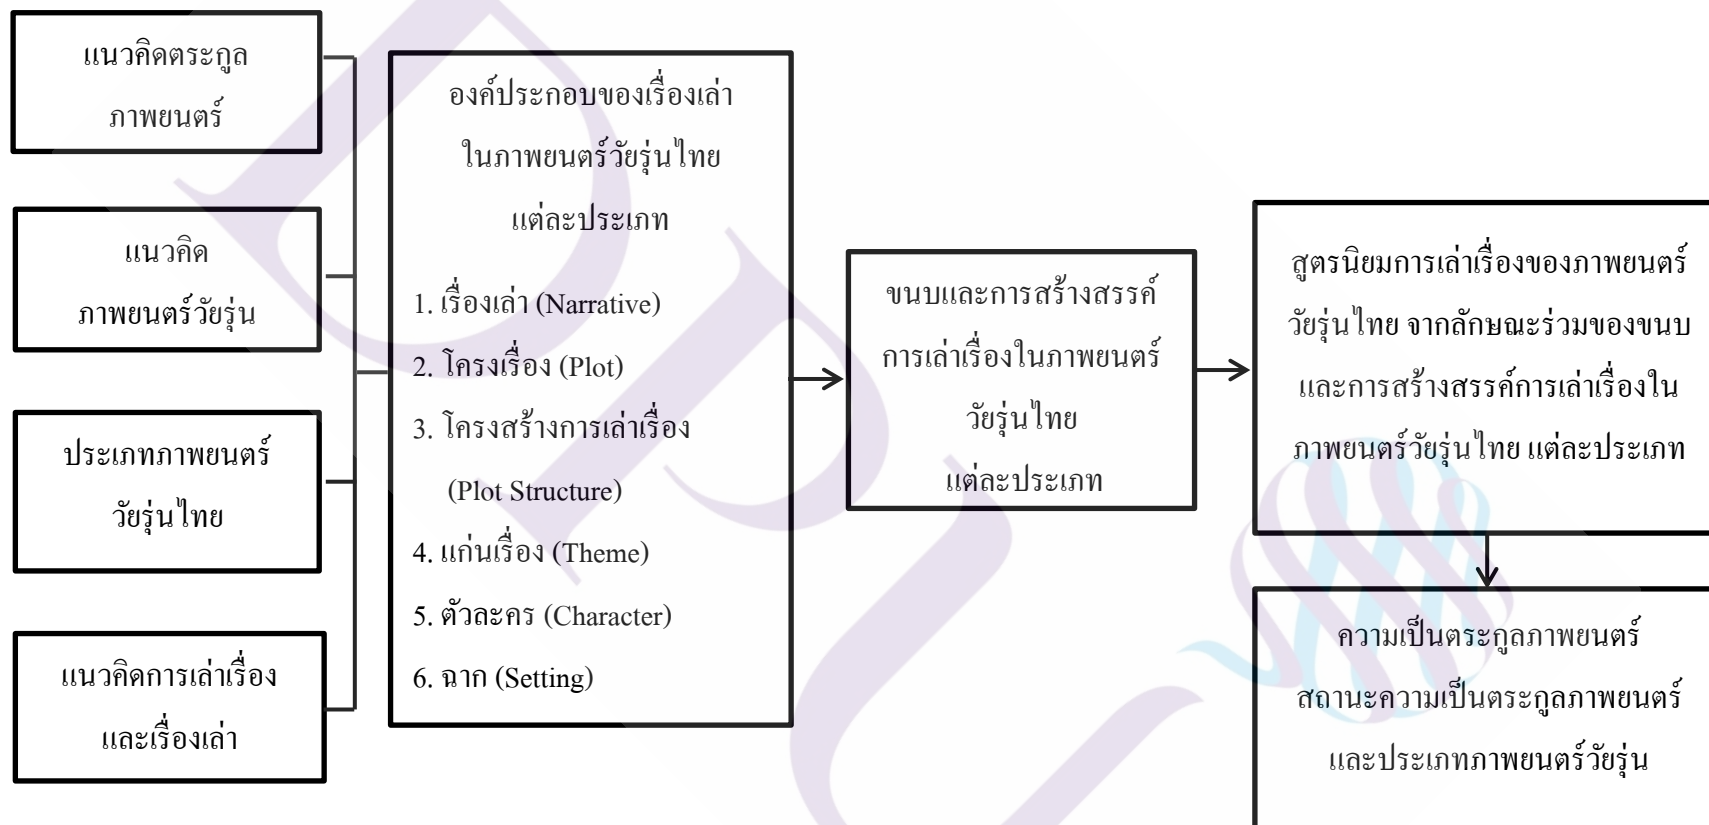 แนวคิดตระกูล
ภาพยนตร์
แนวคิด
ภาพยนตร์วัยรุ่น
ประเภทภาพยนตร์
วัยรุ่นไทย
แนวคิดการเล่าเรื่อง
และเรื่องเล่า
องค์ประกอบของเรื่องเล่า
ในภาพยนตร์วัยรุ่นไทย
แต่ละประเภท
1. เรื่องเล่า (Narrative)
2. โครงเรื่อง (Plot)
3. โครงสร้างการเล่าเรื่อง
(Plot Structure)
4. แก่นเรื่อง (Theme)
5. ตัวละคร (Character)
6. ฉาก (Setting)
ขนบและการสร้างสรรค์
การเล่าเรื่องในภาพยนตร์
วัยรุ่นไทย
แต่ละประเภท
สูตรนิยมการเล่าเรื่องของภาพยนตร์
วัยรุ่นไทย จากลักษณะร่วมของขนบ
และการสร้างสรรค์การเล่าเรื่องใน
ภาพยนตร์วัยรุ่นไทย แต่ละประเภท
ความเป็นตระกูลภาพยนตร์
สถานะความเป็นตระกูลภาพยนตร์
และประเภทภาพยนตร์วัยรุ่น
DPU